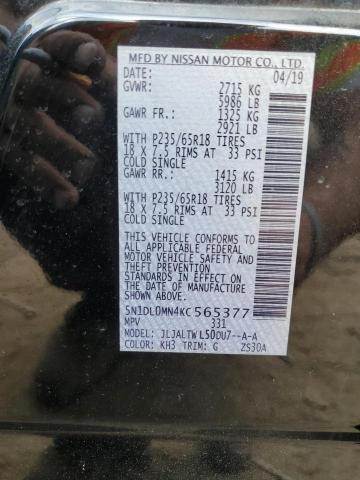 MFD BY NISSAN MOTOR CO., LTD.
DATE: 04/19
GVWR: 2715 KG
5986 LB
GAWR FR: 1325 KG
2921 LB
WITH P235/65R18 TIRES
18 X 7.5 RIMS AT 33 PSI
COLD SINGLE
GAWR RR: 1415 KG
3120 LB
WITH P235/65R18 TIRES
18 X 7.5 RIMS AT 33 PSI
COLD SINGLE
THIS VEHICLE CONFORMS TO
ALL APPLICABLE FEDERAL
MOTOR VEHICLE SAFETY
AND THEFT PREVENTION
STANDARDS IN EFFECT ON
THE DATE OF MANUFACTURE
SHOWN ABOVE.
5N1DL0MN4KC565377
MPV 331
MODEL: JLJALTWL50DU7--A-A
COLOR: KH3 TRIM: G ZS30A